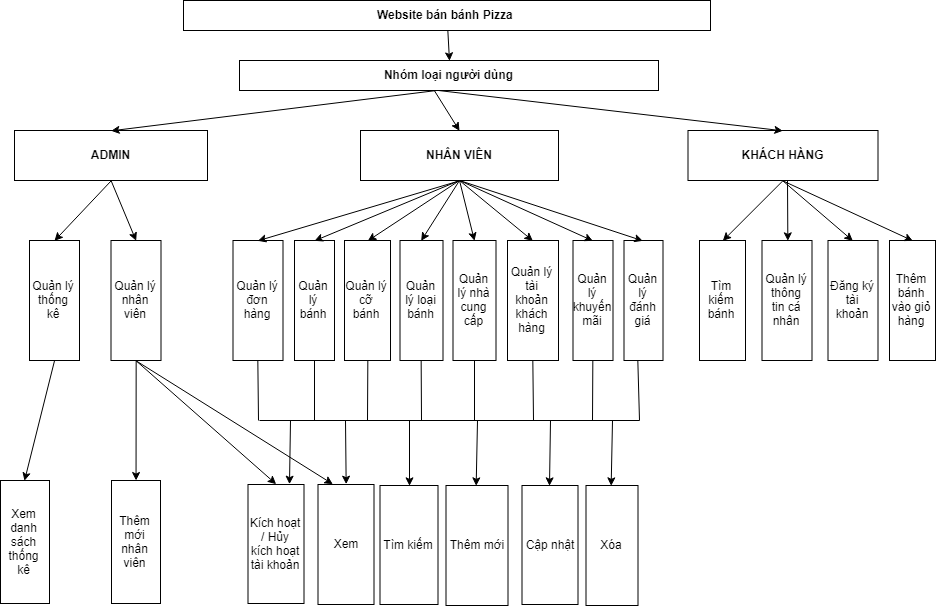 Website bán bánh Pizza
Nhóm loại người dùng
ADMIN
NHÂN VIÊN
KHÁCH HÀNG
Quản lý
thống
kê
Quản lý
nhân
viên
Quản lý
đơn
hàng
Quản
lý
bánh
Quản
lý cỡ
bánh
Quản
lý loại
bánh
Quản
lý nhà
cung
cấp
Quản lý
tài
khoản
khách
hàng
Quản
lý
khuyến
mãi
Quản
lý
đánh
giá
Tìm
kiếm
bánh
Quản lý
thông
tin cá
nhân
Đăng ký
tài
khoản
Thêm
bánh
vào giỏ
hàng
Xem
danh
sách
thống
kê
Thêm
mới
nhân
viên
Kích hoạt
/ Hủy
kích hoạt
tài khoản
Xem
Tìm kiếm
Thêm mới
Cập nhật
Xóa